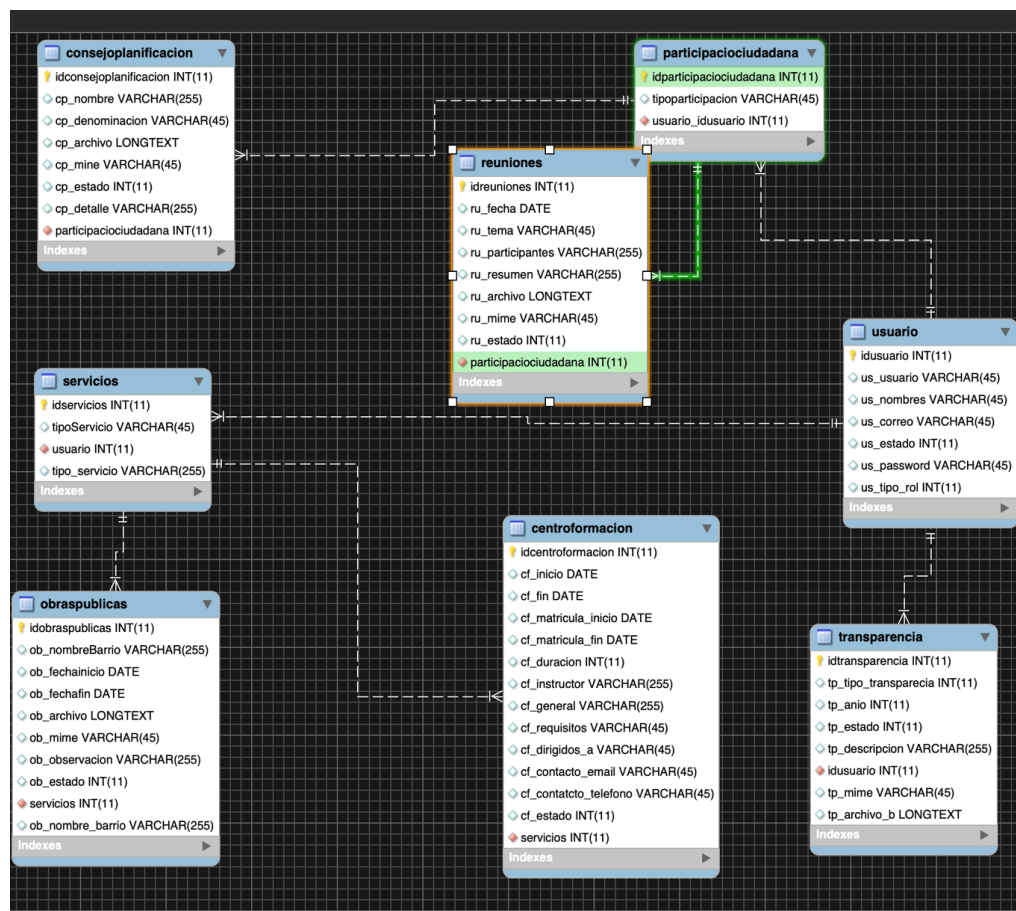 consejoplanificacion
idconsejoplanificacion INT(11)
cp_nombre VARCHAR(255)
cp_denominacion VARCHAR(45)
cp_archivo LONGTEXT
cp_mine VARCHAR(45)
cp_estado INT(11)
cp_detalle VARCHAR(255)
participaciociudadana INT(11)
Indexes
participaciociudadana
idparticipaciociudadana INT(11)
tipoparticipacion VARCHAR(45)
usuario_idusuario INT(11)
Indexes
reuniones
idreuniones INT(11)
ru_fecha DATE
ru_tema VARCHAR(45)
ru_participantes VARCHAR(255)
ru_resumen VARCHAR(255)
ru_archivo LONGTEXT
ru_mime VARCHAR(45)
ru_estado INT(11)
participaciociudadana INT(11)
Indexes
usuario
idusuario INT(11)
us_usuario VARCHAR(45)
us_nombres VARCHAR(45)
us_correo VARCHAR(45)
us_estado INT(11)
us_password VARCHAR(45)
us_tipo_rol INT(11)
Indexes
servicios
idservicios INT(11)
tipoServicio VARCHAR(45)
usuario INT(11)
tipo_servicio VARCHAR(255)
Indexes
centroformacion
idcentroformacion INT(11)
cf_inicio DATE
cf_fin DATE
cf_matricula_inicio DATE
cf_matricula_fin DATE
cf_duracion INT(11)
cf_instructor VARCHAR(255)
cf_general VARCHAR(255)
cf_requisitos VARCHAR(45)
cf_dirigidos_a VARCHAR(45)
cf_contacto_email VARCHAR(45)
cf_contatcto_telefono VARCHAR(45)
cf_estado INT(11)
servicios INT(11)
Indexes
obraspublicas
idobraspublicas INT(11)
ob_nombreBarrio VARCHAR(255)
ob_fechainicio DATE
ob_fechafin DATE
ob_archivo LONGTEXT
ob_mime VARCHAR(45)
ob_observacion VARCHAR(255)
ob_estado INT(11)
servicios INT(11)
ob_nombre_barrio VARCHAR(255)
Indexes
transparencia
idtransparencia INT(11)
tp_tipo_transparecia INT(11)
tp_anio INT(11)
tp_estado INT(11)
tp_descripcion VARCHAR(255)
idusuario INT(11)
tp_mime VARCHAR(45)
tp_archivo_b LONGTEXT
Indexes